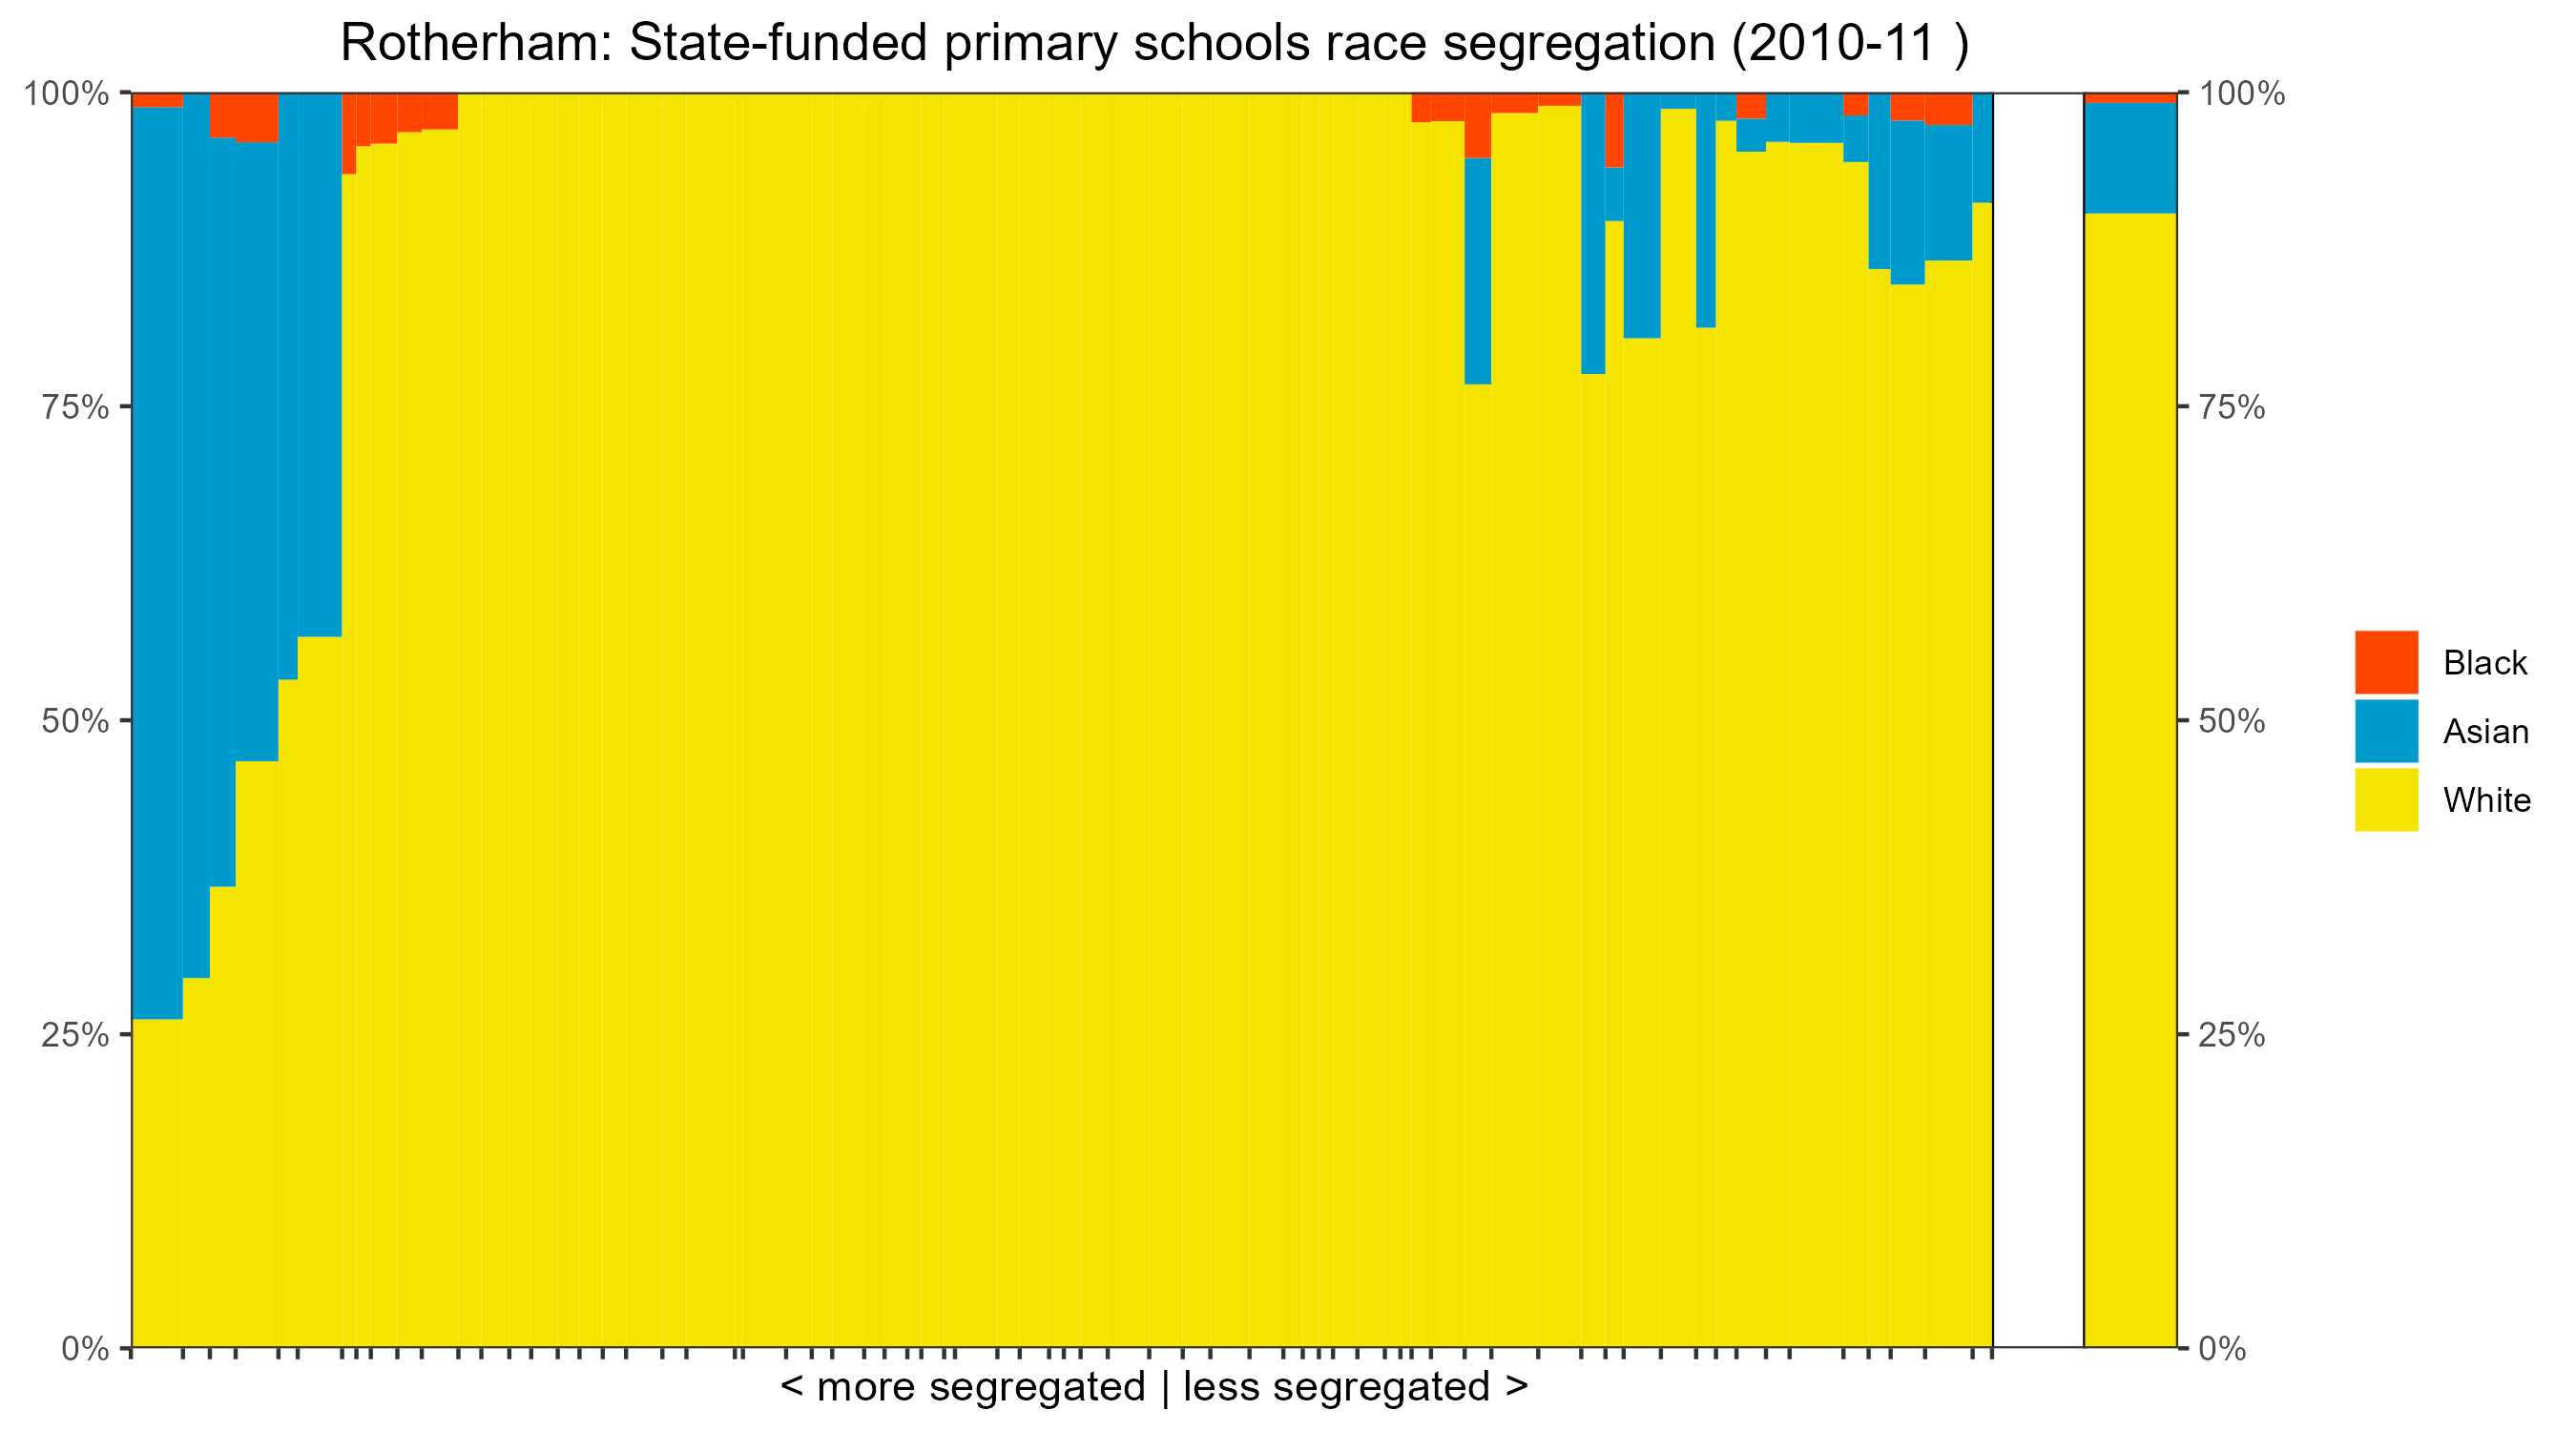 Rotherham: State-funded primary schools race segregation (2010-11 )
100%
75%
50%
25%
0%
100%
75%
50%
25%
0%
Black
Asian
White
< more segregated | less segregated >